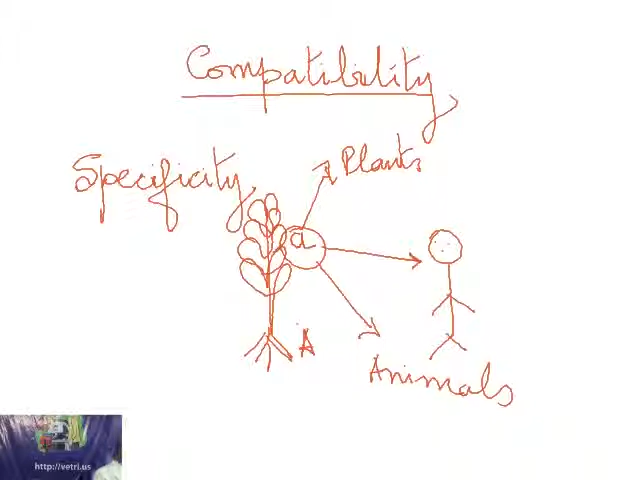 Compatibility
Specificity
Plants
a
A
Animals
http://vetri.us